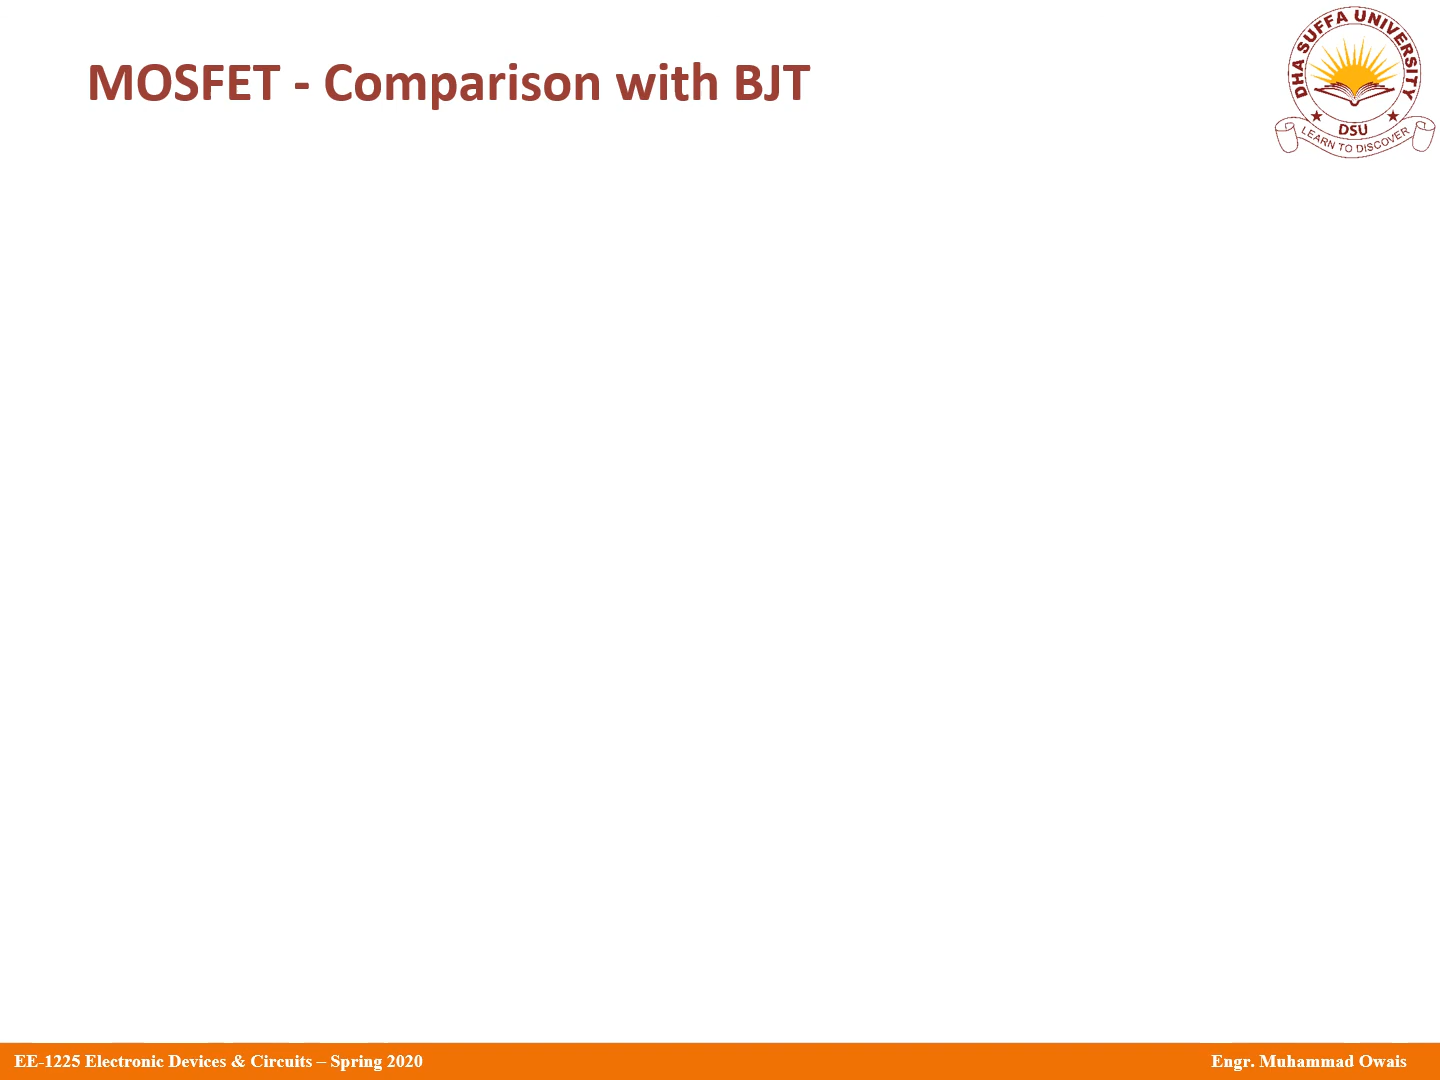 MOSFET - Comparison with BJT
DHA SUFFA UNIVERSITY
DSU
LEARN TO DISCOVER
EE-1225 Electronic Devices & Circuits – Spring 2020
Engr. Muhammad Owais